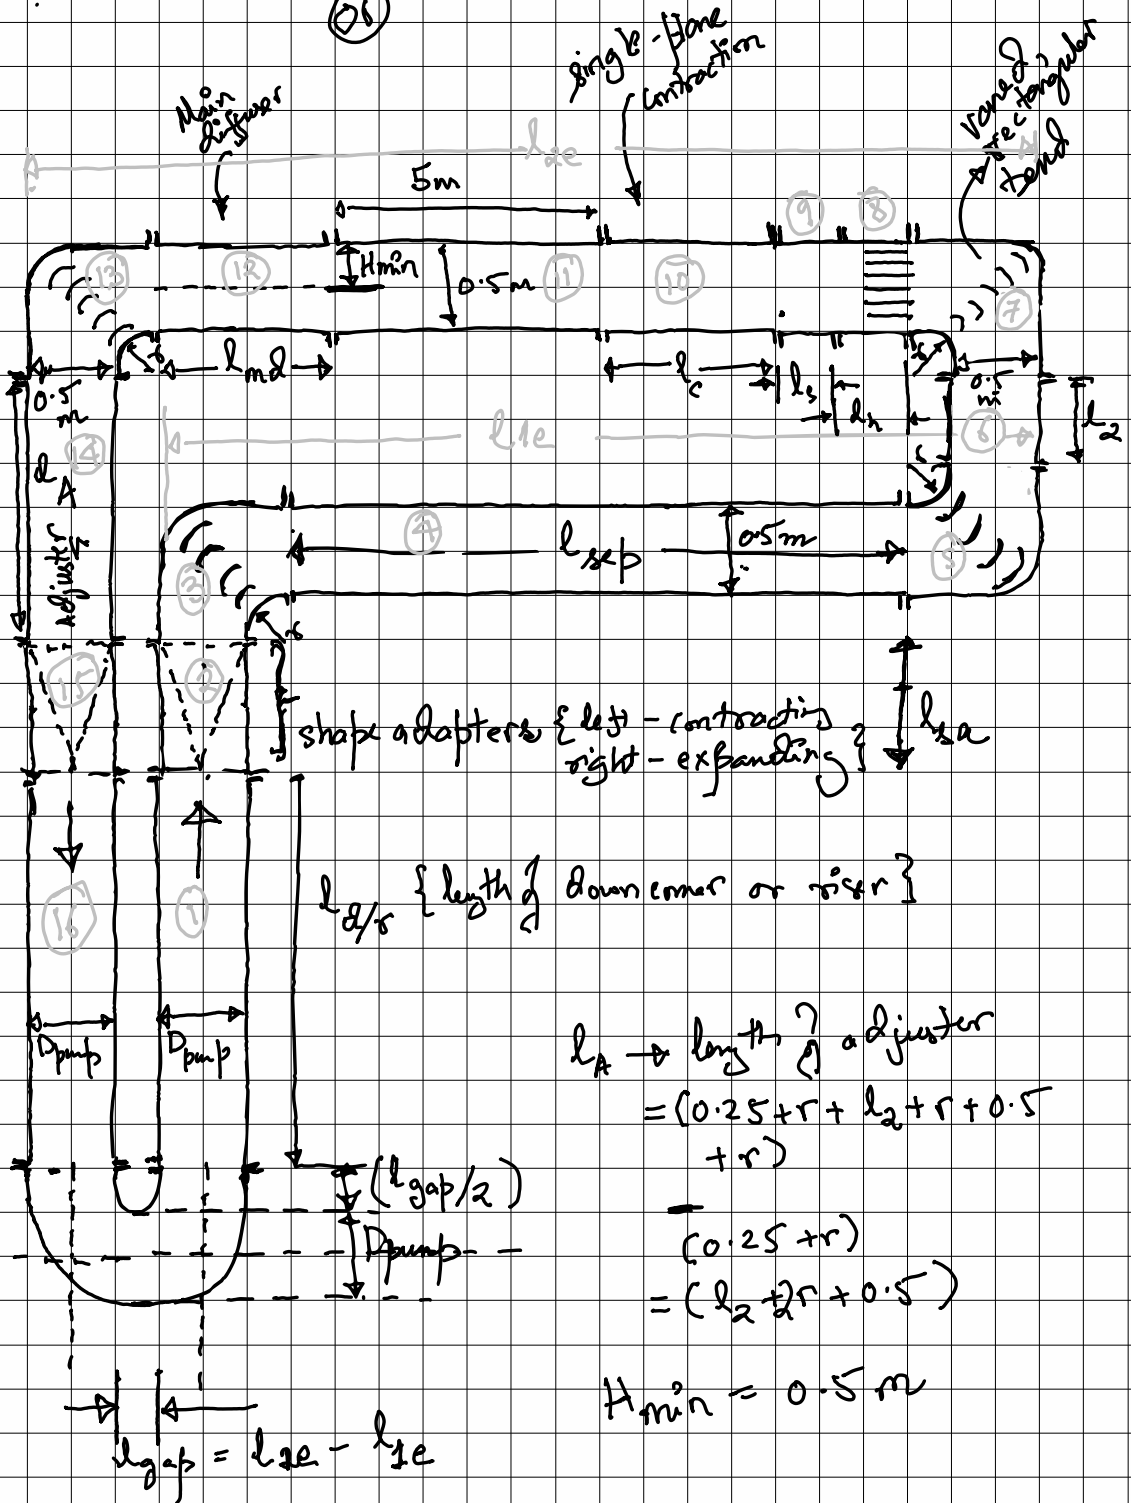 or
Main
diffuser
single-plane
contraction
vaned
rectangular
bend
l2e
5m
9
8
13
12
Hmin
0.5m
11
10
7
r
lmd
lc
ls
lh
r
0.5
m
0.5
m
6
l2
14
l1e
r
lA
Adjuster
4
lsep
0.5m
5
3
r
15
2
shape adapters {left - contracting
right - expanding}
lsa
16
1
ld/r {length of downcomer or riser}
Dpump
Dpump
lA → length of adjuster
= (0.25+r+l2+r+0.5
+r)
-
(0.25+r)
= (l2+2r+0.5)
(lgap/2)
Dpump
Hmin = 0.5m
lgap = l2e - l1e